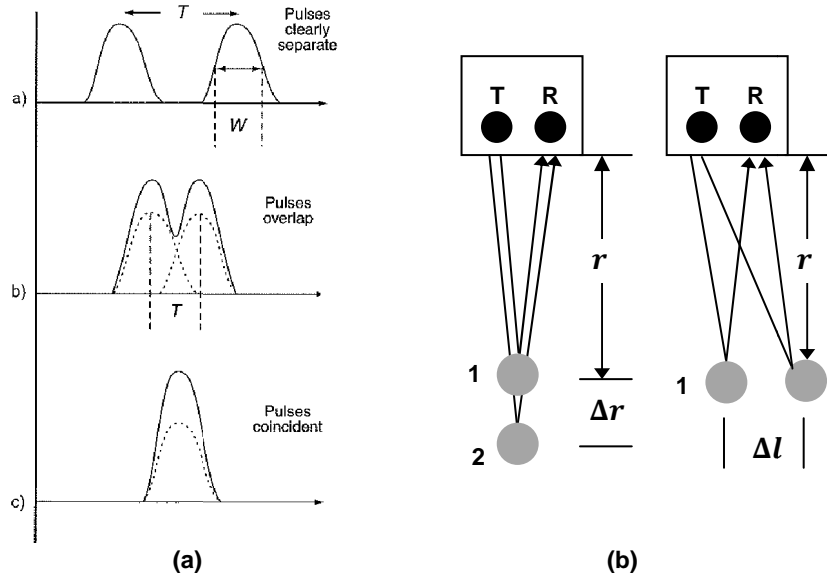 T
Pulses
clearly
separate
a)
W
Pulses
overlap
b)
T
Pulses
coincident
c)
(a)
T R
r
1
Δr
2
T R
r
1
Δl
(b)